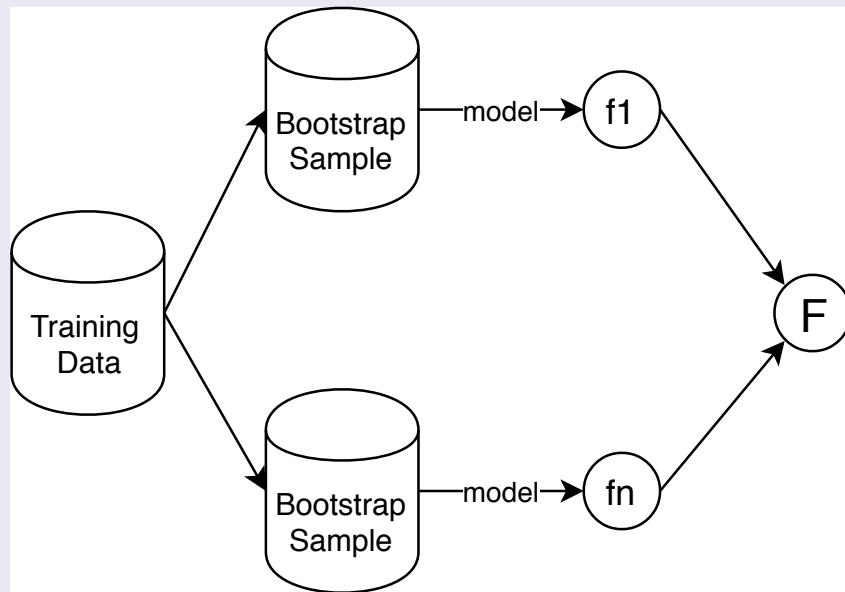 Bootstrap
Sample
model
f1
Training
Data
F
Bootstrap
Sample
model
fn